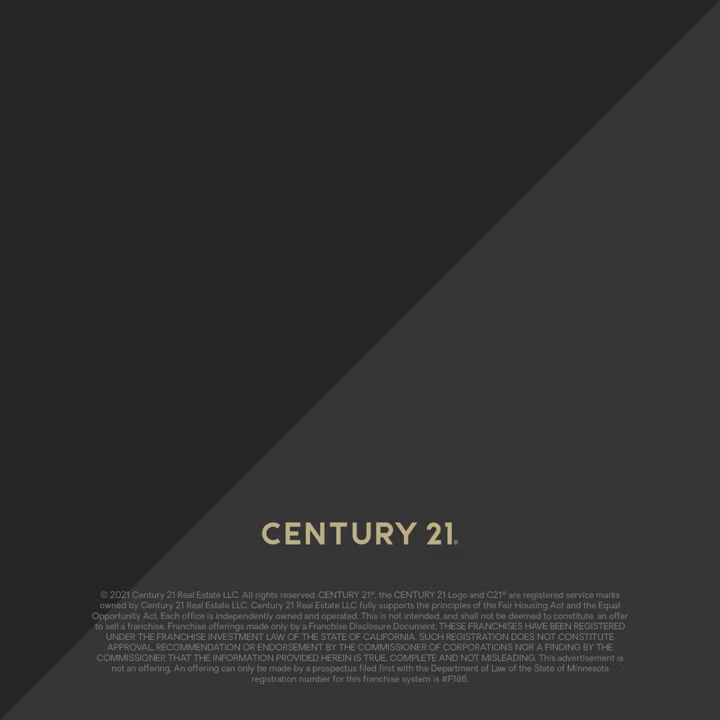 CENTURY 21®
© 2021 Century 21 Real Estate LLC. All rights reserved. CENTURY 21®, the CENTURY 21 Logo and C21® are registered service marks
owned by Century 21 Real Estate LLC. Century 21 Real Estate LLC fully supports the principles of the Fair Housing Act and the Equal
Opportunity Act. Each office is independently owned and operated. This is not intended, and shall not be deemed to constitute, an offer
to sell a franchise. Franchise offerings made only by a Franchise Disclosure Document. THESE FRANCHISES HAVE BEEN REGISTERED
UNDER THE FRANCHISE INVESTMENT LAW OF THE STATE OF CALIFORNIA. SUCH REGISTRATION DOES NOT CONSTITUTE
APPROVAL, RECOMMENDATION OR ENDORSEMENT BY THE COMMISSIONER OF CORPORATIONS NOR A FINDING BY THE
COMMISSIONER THAT THE INFORMATION PROVIDED HEREIN IS TRUE, COMPLETE AND NOT MISLEADING. This advertisement is
not an offering. An offering can only be made by a prospectus filed first with the Department of Law of the State of Minnesota
registration number for this franchise system is #F186.